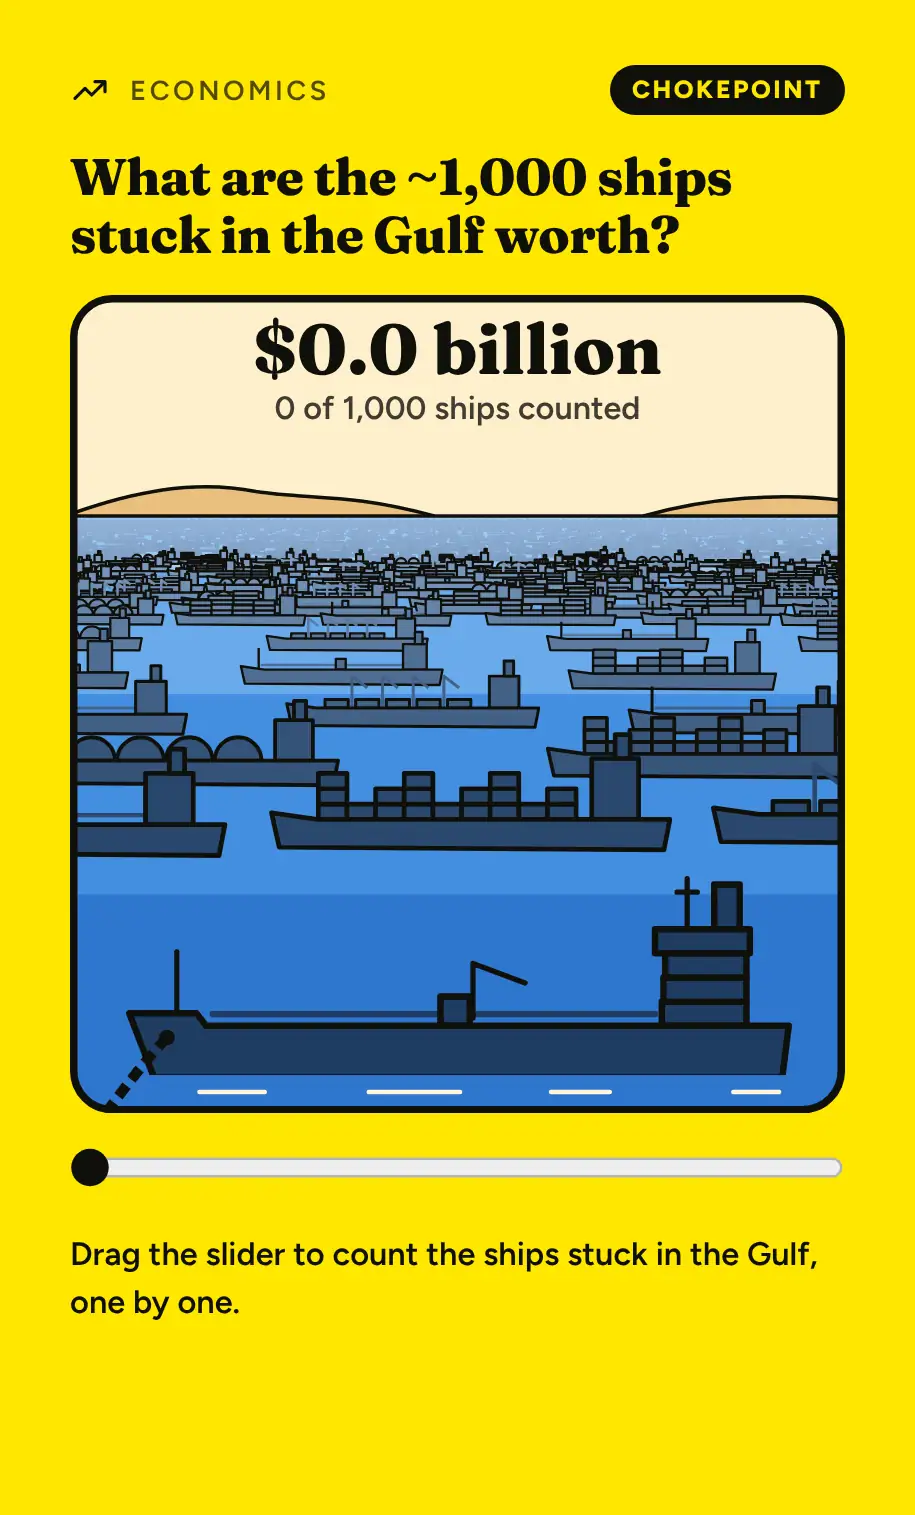 ECONOMICS
CHOKEPOINT
What are the ~1,000 ships
stuck in the Gulf worth?
$0.0 billion
0 of 1,000 ships counted
Drag the slider to count the ships stuck in the Gulf,
one by one.